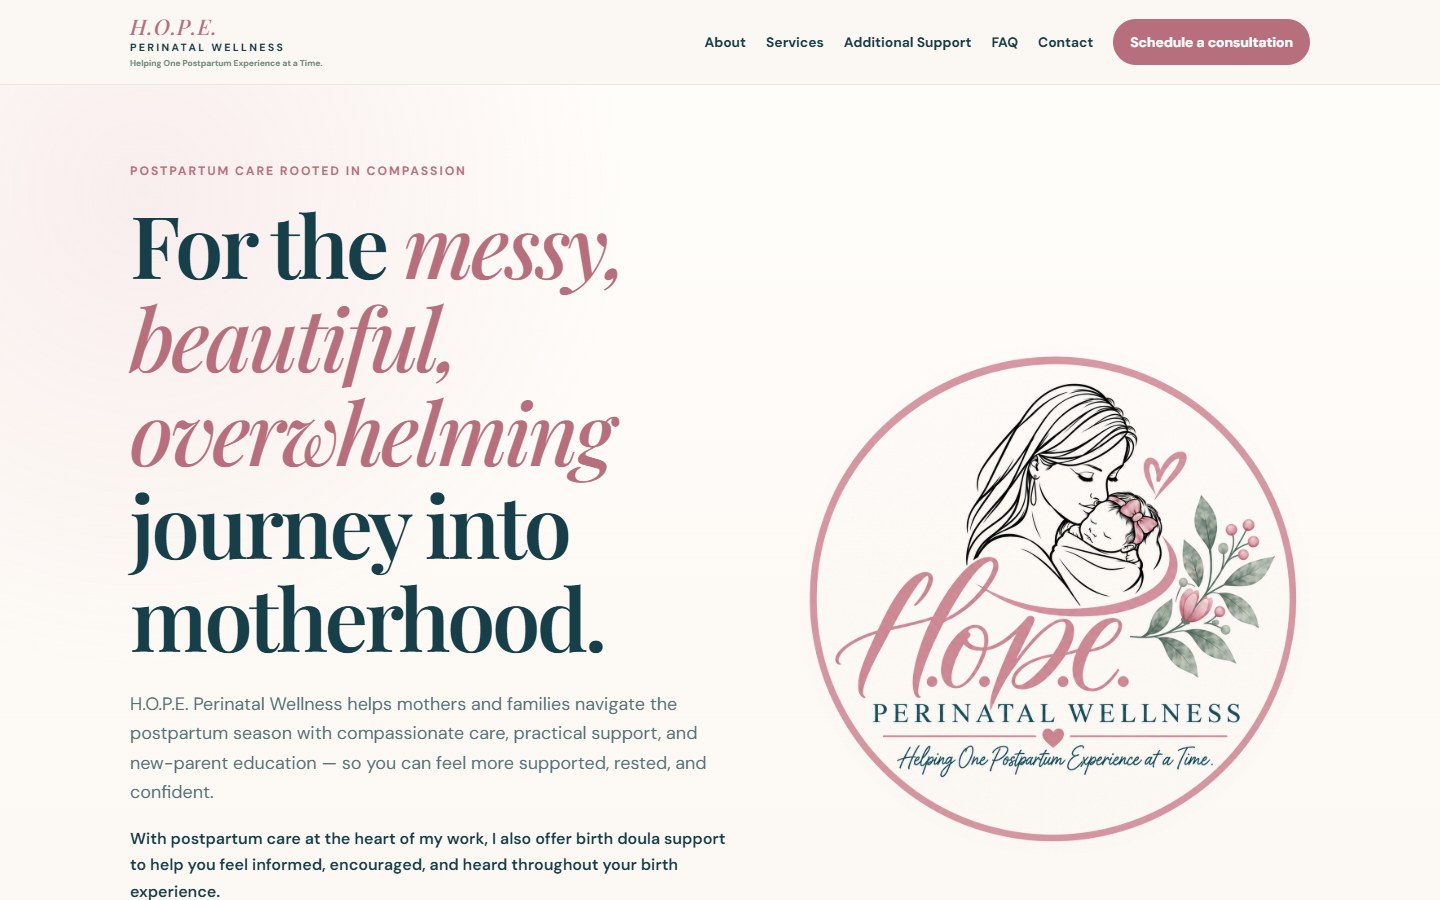 H.O.P.E.
PERINATAL WELLNESS
Helping One Postpartum Experience at a Time.
About
Services
Additional Support
FAQ
Contact
Schedule a consultation
POSTPARTUM CARE ROOTED IN COMPASSION
For the messy,
beautiful,
overwhelming
journey into
motherhood.
H.O.P.E. Perinatal Wellness helps mothers and families navigate the
postpartum season with compassionate care, practical support, and
new-parent education — so you can feel more supported, rested, and
confident.
With postpartum care at the heart of my work, I also offer birth doula support
to help you feel informed, encouraged, and heard throughout your birth
experience.
H.o.p.e.
PERINATAL WELLNESS
Helping One Postpartum Experience at a Time.